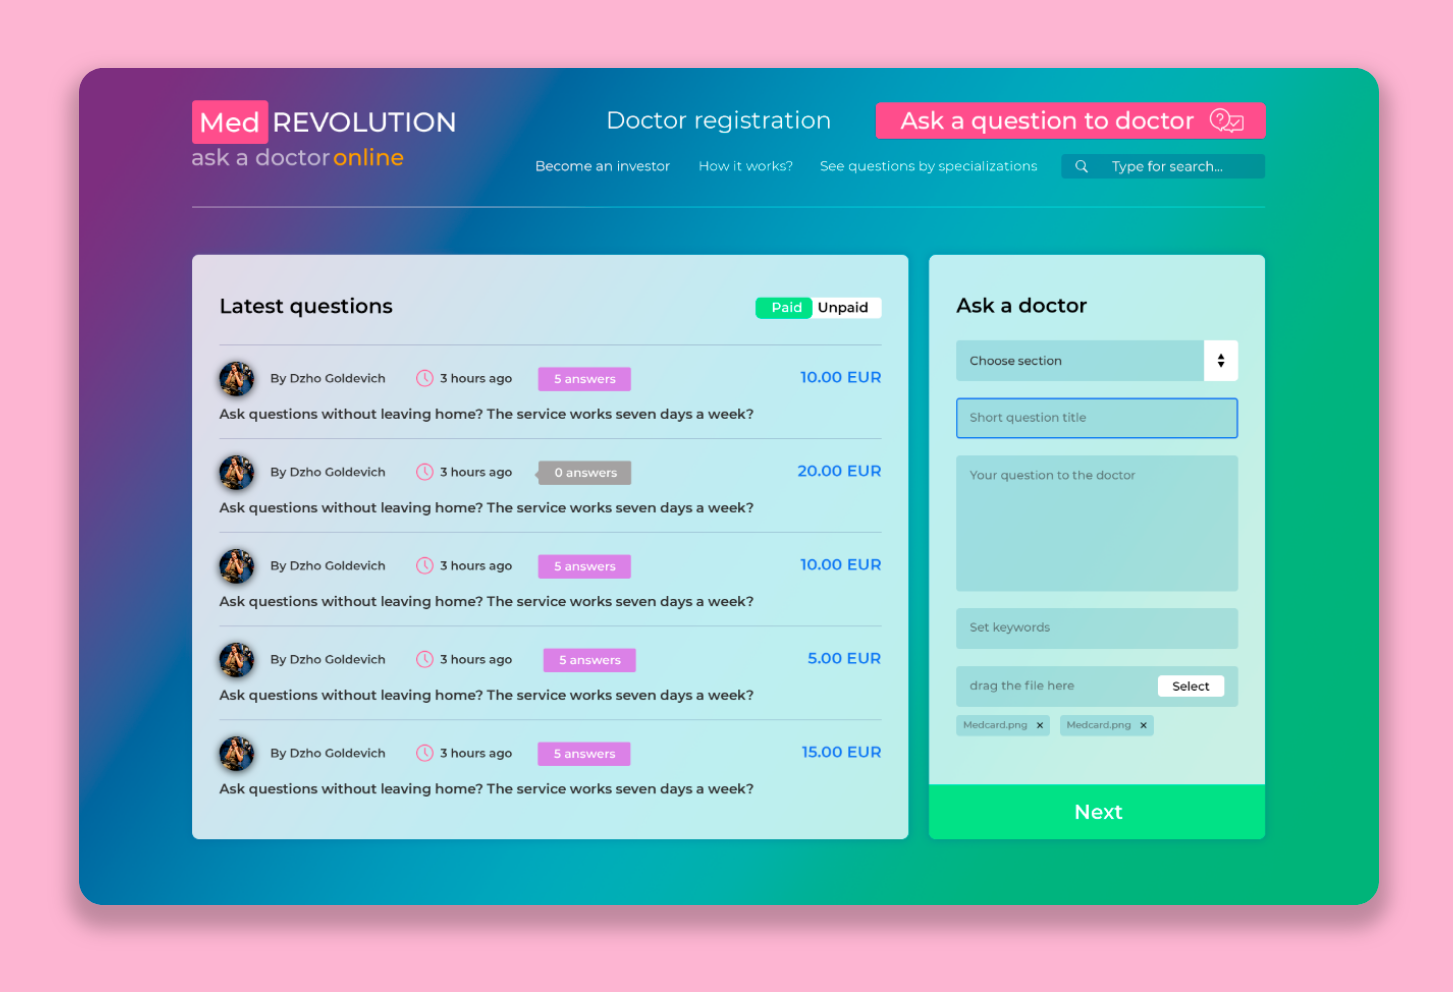 Med REVOLUTION
ask a doctor online
Doctor registration
Ask a question to doctor
Become an investor
How it works?
See questions by specializations
Type for search...
Latest questions
Paid Unpaid
By Dzho Goldevich 3 hours ago 5 answers 10.00 EUR
Ask questions without leaving home? The service works seven days a week?
By Dzho Goldevich 3 hours ago 0 answers 20.00 EUR
Ask questions without leaving home? The service works seven days a week?
By Dzho Goldevich 3 hours ago 5 answers 10.00 EUR
Ask questions without leaving home? The service works seven days a week?
By Dzho Goldevich 3 hours ago 5 answers 5.00 EUR
Ask questions without leaving home? The service works seven days a week?
By Dzho Goldevich 3 hours ago 5 answers 15.00 EUR
Ask questions without leaving home? The service works seven days a week?
Ask a doctor
Choose section
Short question title
Your question to the doctor
Set keywords
drag the file here Select
Medcard.png × Medcard.png ×
Next